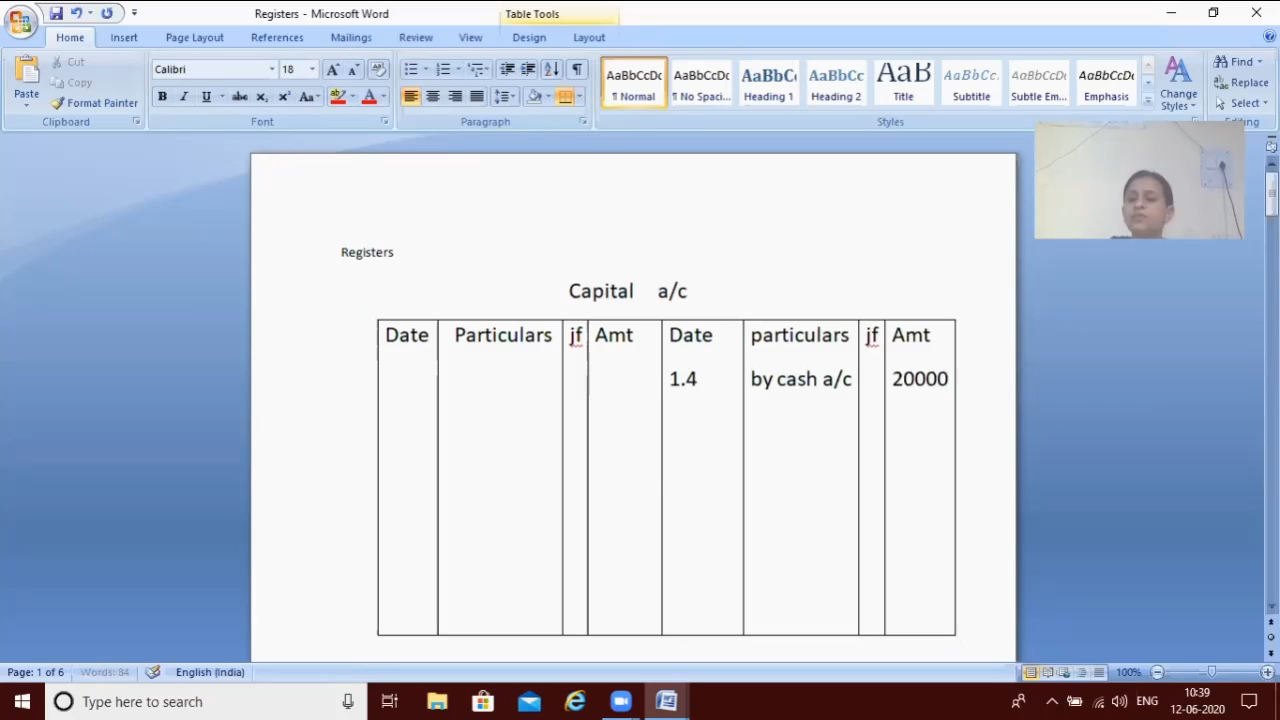 Registers - Microsoft Word
Table Tools
Home Insert Page Layout References Mailings Review View Design Layout
Paste
Cut
Copy
Format Painter
Clipboard
Calibri 18
Font
Paragraph
AaBbCcDc AaBbCcDc AaBbC AaBbCc AaB AaBbCc. AaBbCcDc AaBbCcDc
¶ Normal ¶ No Spaci... Heading 1 Heading 2 Title Subtitle Subtle Em... Emphasis
Styles
Change Styles
Find
Replace
Select
Editing
Registers
Capital a/c
Date Particulars jf Amt Date particulars jf Amt
1.4 by cash a/c 20000
Page: 1 of 6 Words: 84 English (India) 100%
Type here to search
ENG
10:39
12-06-2020